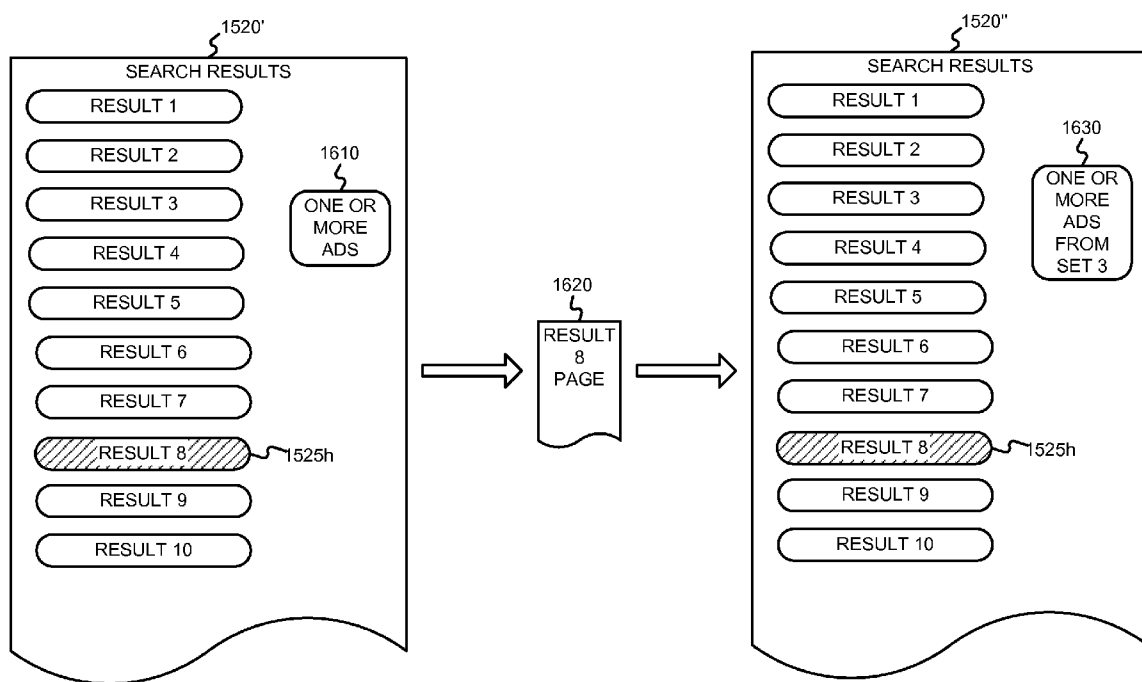 1520'
SEARCH RESULTS
RESULT 1
RESULT 2
RESULT 3
RESULT 4
RESULT 5
RESULT 6
RESULT 7
RESULT 8
1525h
RESULT 9
RESULT 10
1610
ONE OR
MORE
ADS
1620
RESULT
8
PAGE
1520"
SEARCH RESULTS
RESULT 1
RESULT 2
RESULT 3
RESULT 4
RESULT 5
RESULT 6
RESULT 7
RESULT 8
1525h
RESULT 9
RESULT 10
1630
ONE OR
MORE
ADS
FROM
SET 3